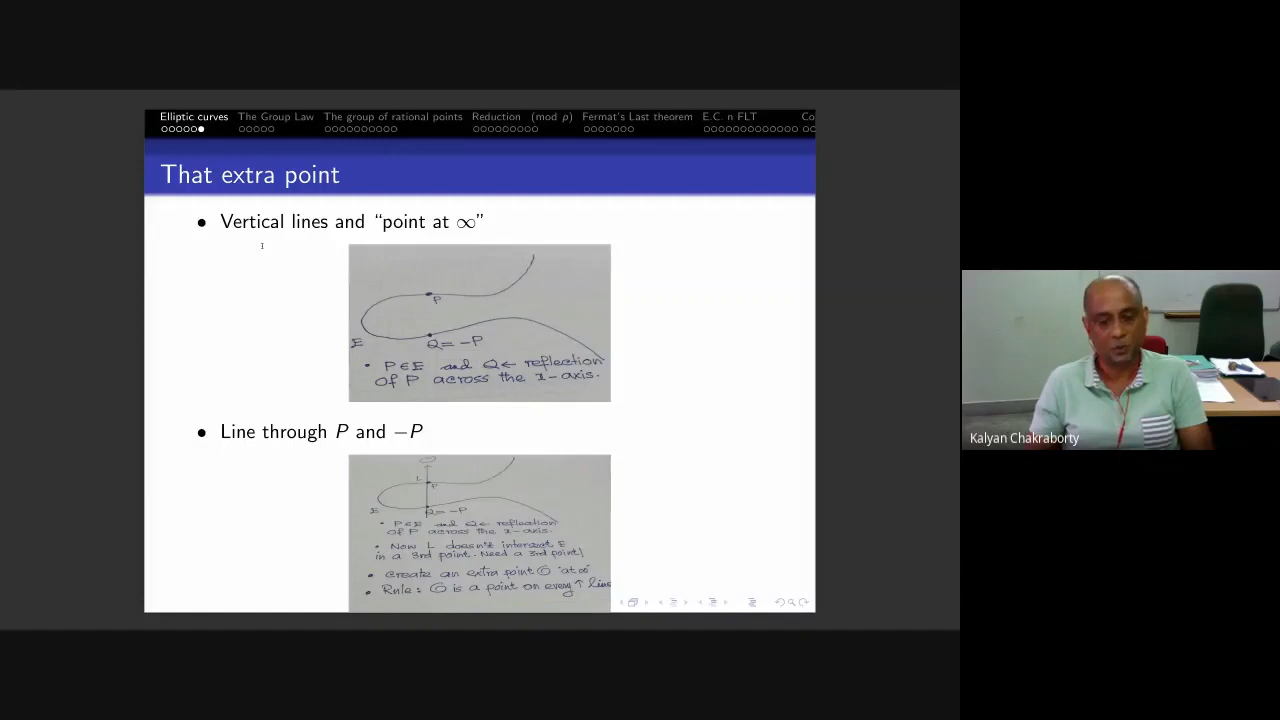 Elliptic curves The Group Law The group of rational points Reduction (mod p) Fermat's Last theorem E.C. n FLT Co
That extra point
• Vertical lines and “point at ∞”
P
E
Q = -P
• P∈E and Q ← reflection
of P across the x-axis.
• Line through P and −P
L
P
E
Q = -P
• P∈E and Q ← reflection
of P across the x-axis.
• Now L doesn't intersect E
in a 3rd point. Need a 3rd point!
• Create an extra point O 'at ∞'
• Rule: O is a point on every ↑ line
Kalyan Chakraborty